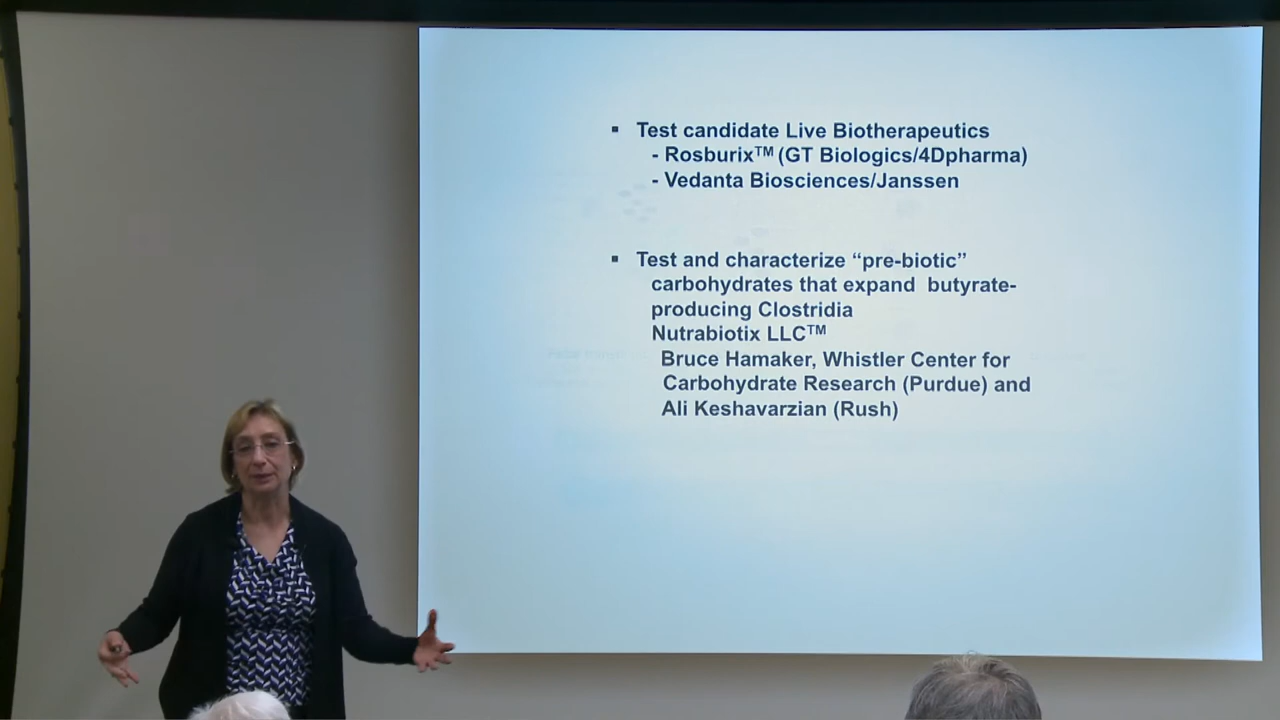 ▪ Test candidate Live Biotherapeutics
- Rosburix™ (GT Biologics/4Dpharma)
- Vedanta Biosciences/Janssen
▪ Test and characterize “pre-biotic”
carbohydrates that expand butyrate-
producing Clostridia
Nutrabiotix LLC™
Bruce Hamaker, Whistler Center for
Carbohydrate Research (Purdue) and
Ali Keshavarzian (Rush)